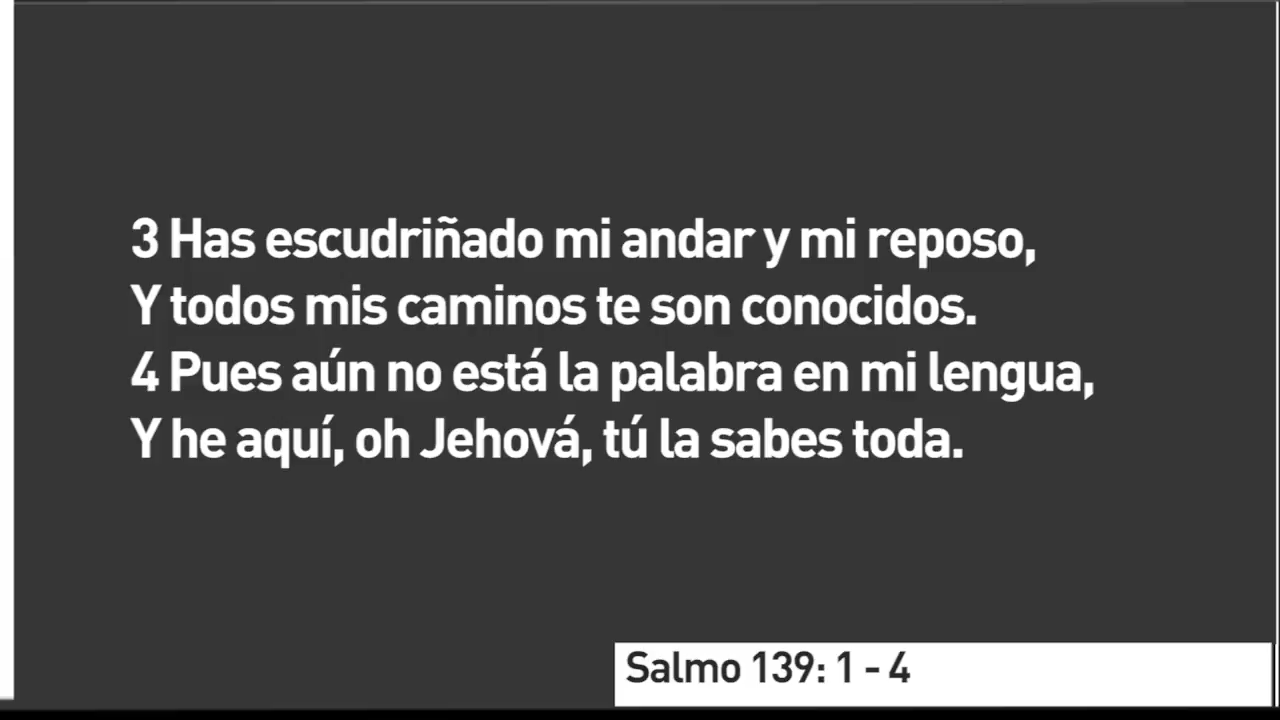 3 Has escudriñado mi andar y mi reposo,
Y todos mis caminos te son conocidos.
4 Pues aún no está la palabra en mi lengua,
Y he aquí, oh Jehová, tú la sabes toda.
Salmo 139: 1 - 4